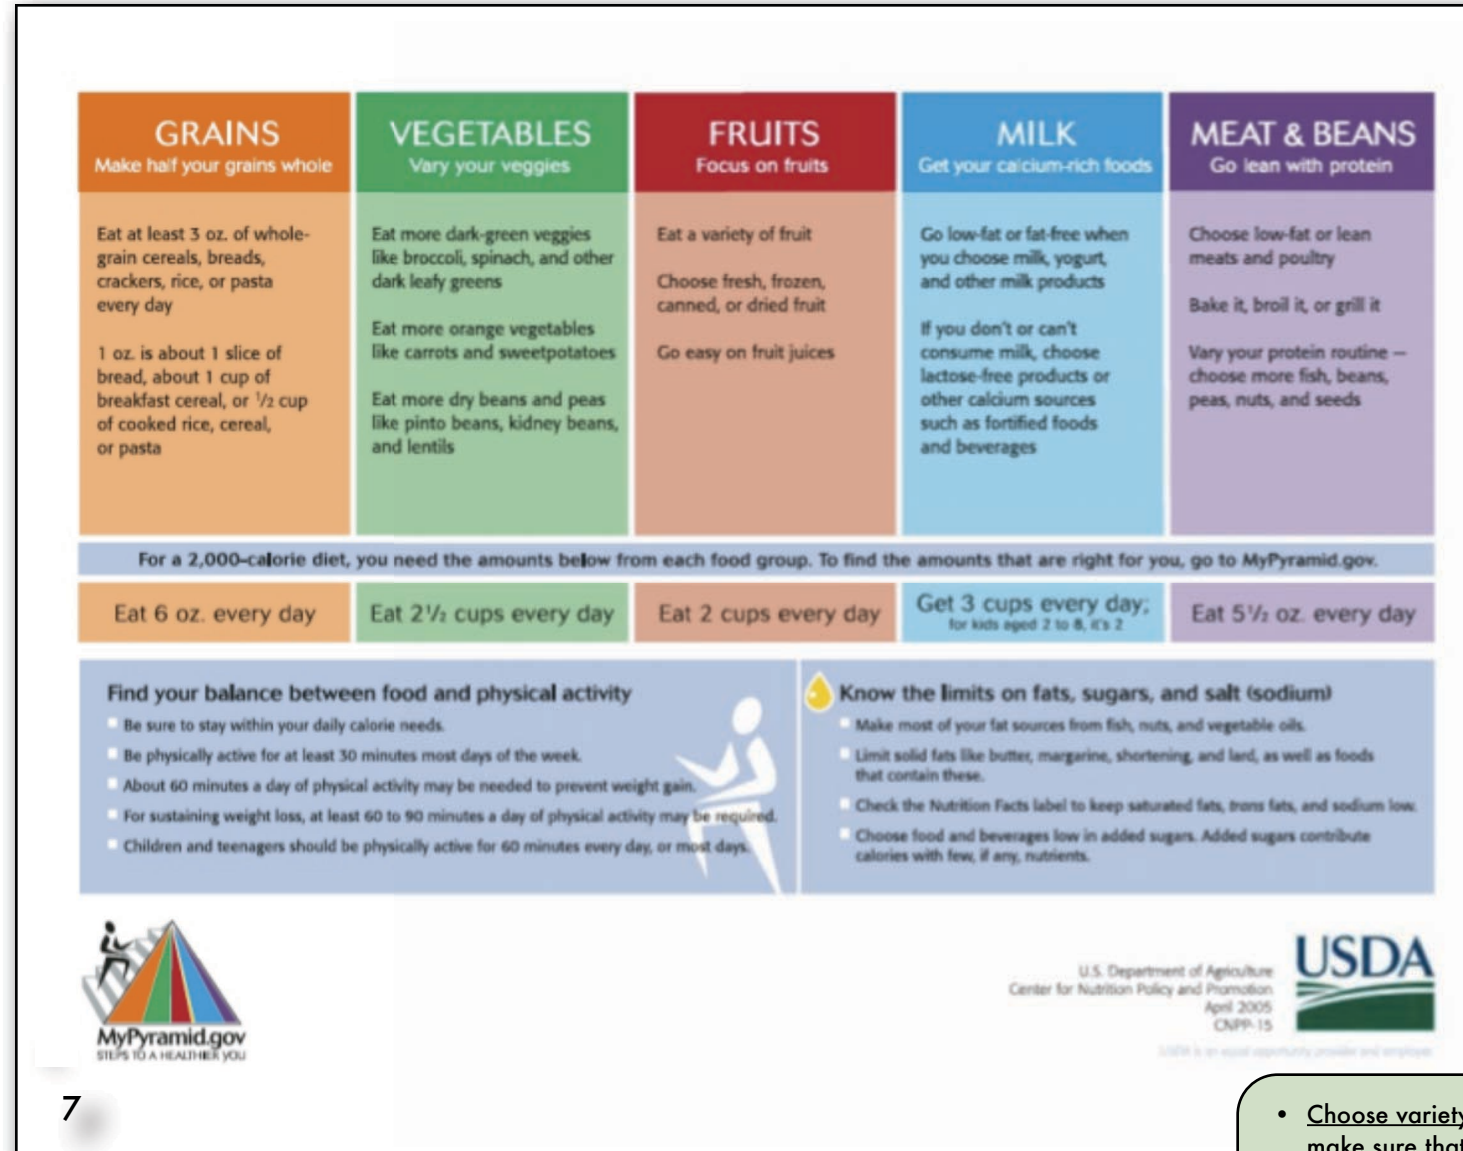 GRAINS
Make half your grains whole
Eat at least 3 oz. of whole-
grain cereals, breads,
crackers, rice, or pasta
every day
1 oz. is about 1 slice of
bread, about 1 cup of
breakfast cereal, or ½ cup
of cooked rice, cereal,
or pasta
VEGETABLES
Vary your veggies
Eat more dark-green veggies
like broccoli, spinach, and other
dark leafy greens
Eat more orange vegetables
like carrots and sweetpotatoes
Eat more dry beans and peas
like pinto beans, kidney beans,
and lentils
FRUITS
Focus on fruits
Eat a variety of fruit
Choose fresh, frozen,
canned, or dried fruit
Go easy on fruit juices
MILK
Get your calcium-rich foods
Go low-fat or fat-free when
you choose milk, yogurt,
and other milk products
If you don't or can't
consume milk, choose
lactose-free products or
other calcium sources
such as fortified foods
and beverages
MEAT & BEANS
Go lean with protein
Choose low-fat or lean
meats and poultry
Bake it, broil it, or grill it
Vary your protein routine —
choose more fish, beans,
peas, nuts, and seeds
For a 2,000-calorie diet, you need the amounts below from each food group. To find the amounts that are right for you, go to MyPyramid.gov.
Eat 6 oz. every day
Eat 2½ cups every day
Eat 2 cups every day
Get 3 cups every day;
for kids aged 2 to 8, it's 2
Eat 5½ oz. every day
Find your balance between food and physical activity
Be sure to stay within your daily calorie needs.
Be physically active for at least 30 minutes most days of the week.
About 60 minutes a day of physical activity may be needed to prevent weight gain.
For sustaining weight loss, at least 60 to 90 minutes a day of physical activity may be required.
Children and teenagers should be physically active for 60 minutes every day, or most days.
Know the limits on fats, sugars, and salt (sodium)
Make most of your fat sources from fish, nuts, and vegetable oils.
Limit solid fats like butter, margarine, shortening, and lard, as well as foods
that contain these.
Check the Nutrition Facts label to keep saturated fats, trans fats, and sodium low.
Choose food and beverages low in added sugars. Added sugars contribute
calories with few, if any, nutrients.
MyPyramid.gov
STEPS TO A HEALTHIER YOU
U.S. Department of Agriculture
Center for Nutrition Policy and Promotion
April 2005
CNPP-15
USDA
USDA is an equal opportunity provider and employer.
7
• Choose variety
make sure that